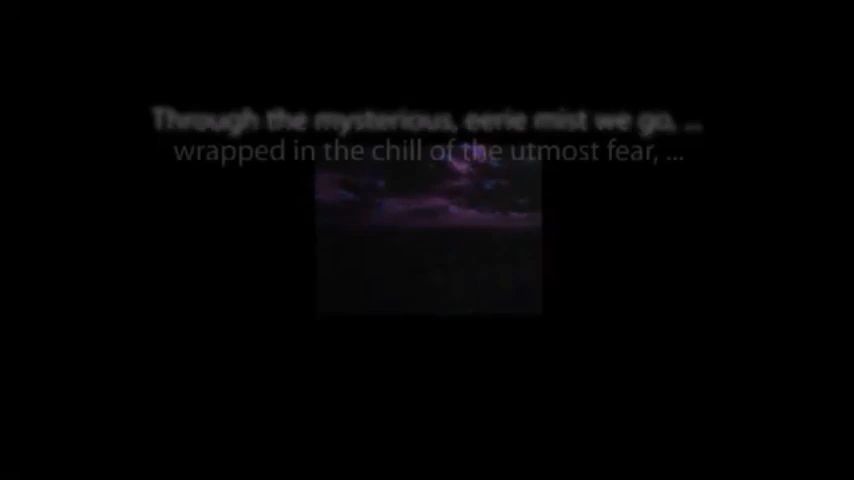 Through the mysterious, eerie mist we go, ...
wrapped in the chill of the utmost fear, ...